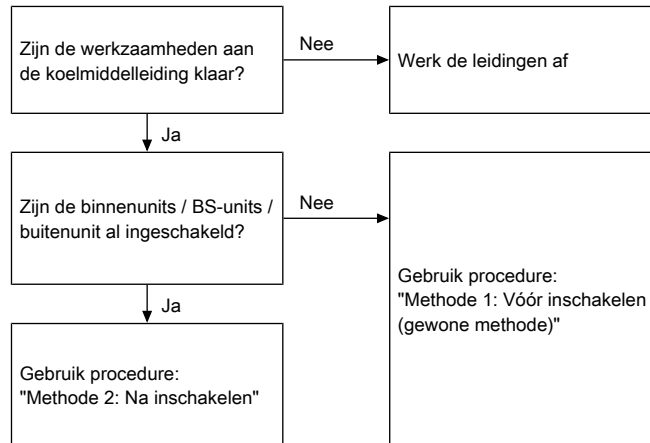 Zijn de werkzaamheden aan
de koelmiddelleiding klaar?
Nee
Werk de leidingen af
Ja
Zijn de binnenunits / BS-units /
buitenunit al ingeschakeld?
Nee
Gebruik procedure:
"Methode 1: Vóór inschakelen
(gewone methode)"
Ja
Gebruik procedure:
"Methode 2: Na inschakelen"